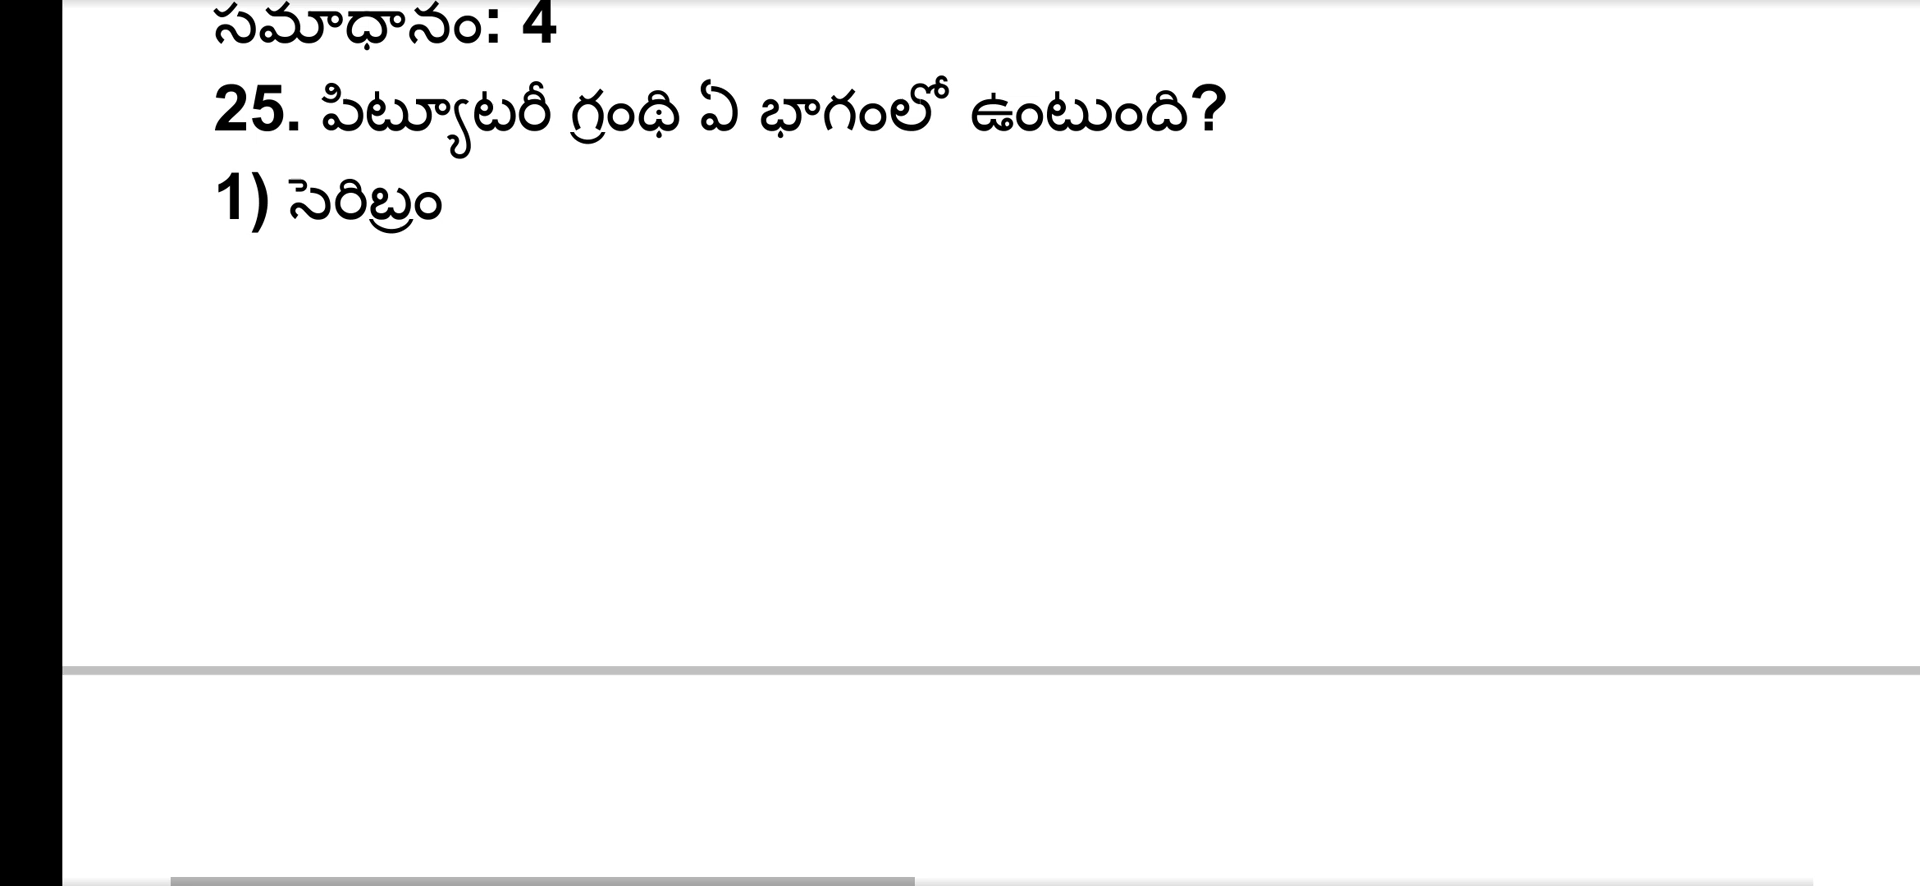 సమాధానం: 4
25. పిట్యూటరీ గ్రంథి ఏ భాగంలో ఉంటుంది?
1) సెరిబ్రం